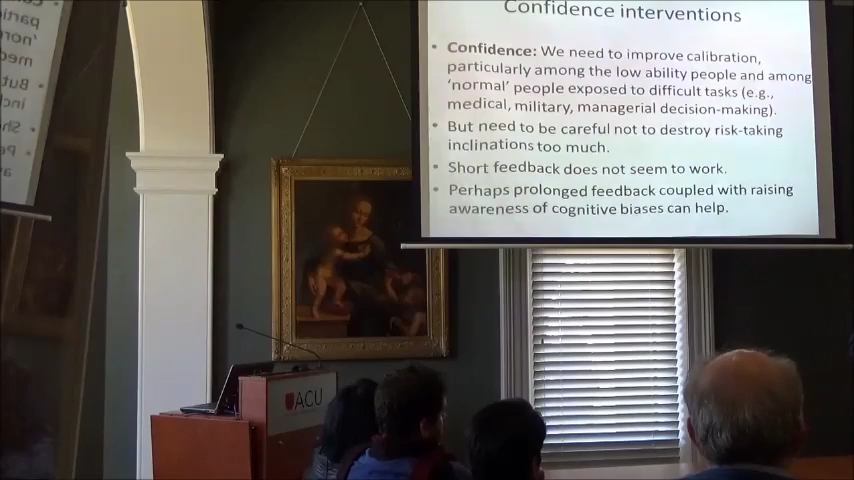 Confidence interventions
• Confidence: We need to improve calibration,
particularly among the low ability people and among
'normal' people exposed to difficult tasks (e.g.,
medical, military, managerial decision-making).
• But need to be careful not to destroy risk-taking
inclinations too much.
• Short feedback does not seem to work.
• Perhaps prolonged feedback coupled with raising
awareness of cognitive biases can help.
ACU